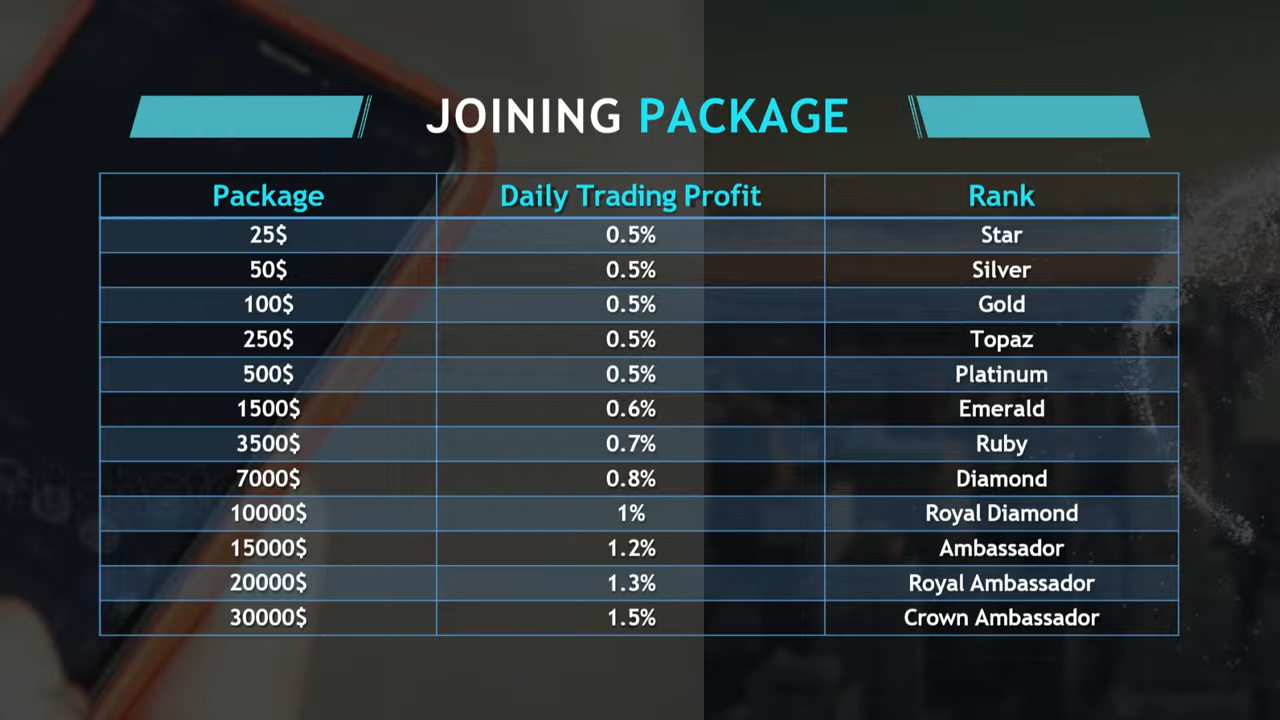 JOINING PACKAGE
Package Daily Trading Profit Rank
25$ 0.5% Star
50$ 0.5% Silver
100$ 0.5% Gold
250$ 0.5% Topaz
500$ 0.5% Platinum
1500$ 0.6% Emerald
3500$ 0.7% Ruby
7000$ 0.8% Diamond
10000$ 1% Royal Diamond
15000$ 1.2% Ambassador
20000$ 1.3% Royal Ambassador
30000$ 1.5% Crown Ambassador